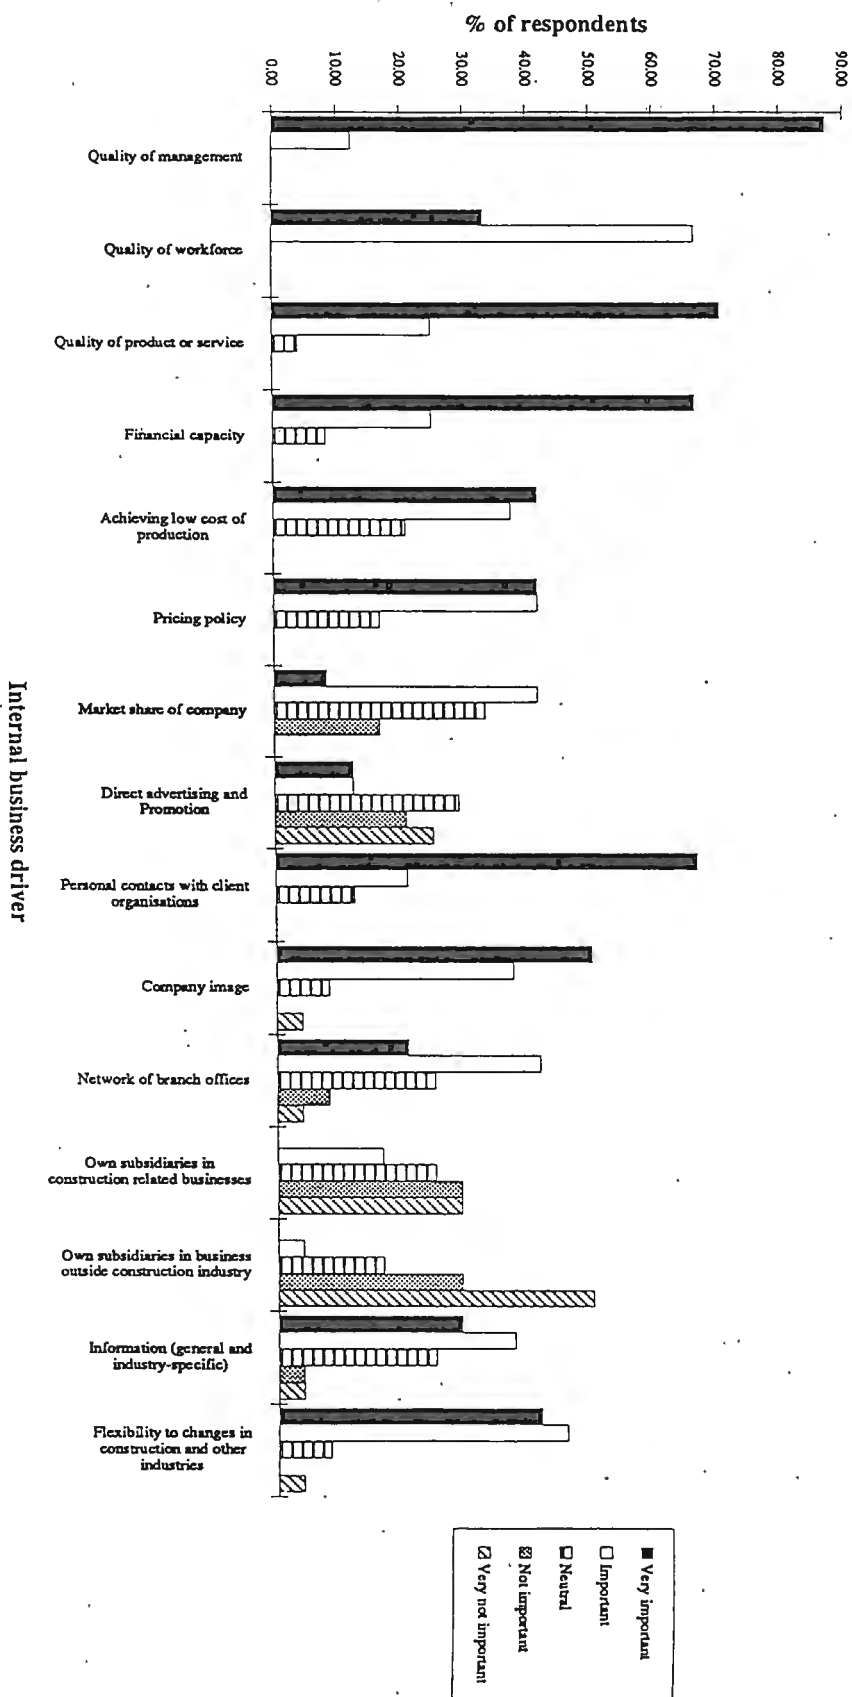 % of respondents
0.00
10.00
20.00
30.00
40.00
50.00
60.00
70.00
80.00
90.00
Quality of management
Quality of workforce
Quality of product or service
Financial capacity
Achieving low cost of
production
Pricing policy
Market share of company
Direct advertising and
Promotion
Personal contacts with client
organisations
Company image
Network of branch offices
Own subsidiaries in
construction related businesses
Own subsidiaries in business
outside construction industry
Information (general and
industry-specific)
Flexibility to changes in
construction and other
industries
Internal business driver
Very important
Important
Neutral
Not important
Very not important